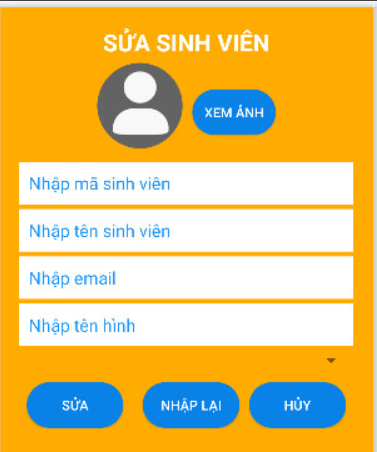 SỬA SINH VIÊN
XEM ẢNH
Nhập mã sinh viên
Nhập tên sinh viên
Nhập email
Nhập tên hình
SỬA
NHẬP LẠI
HỦY